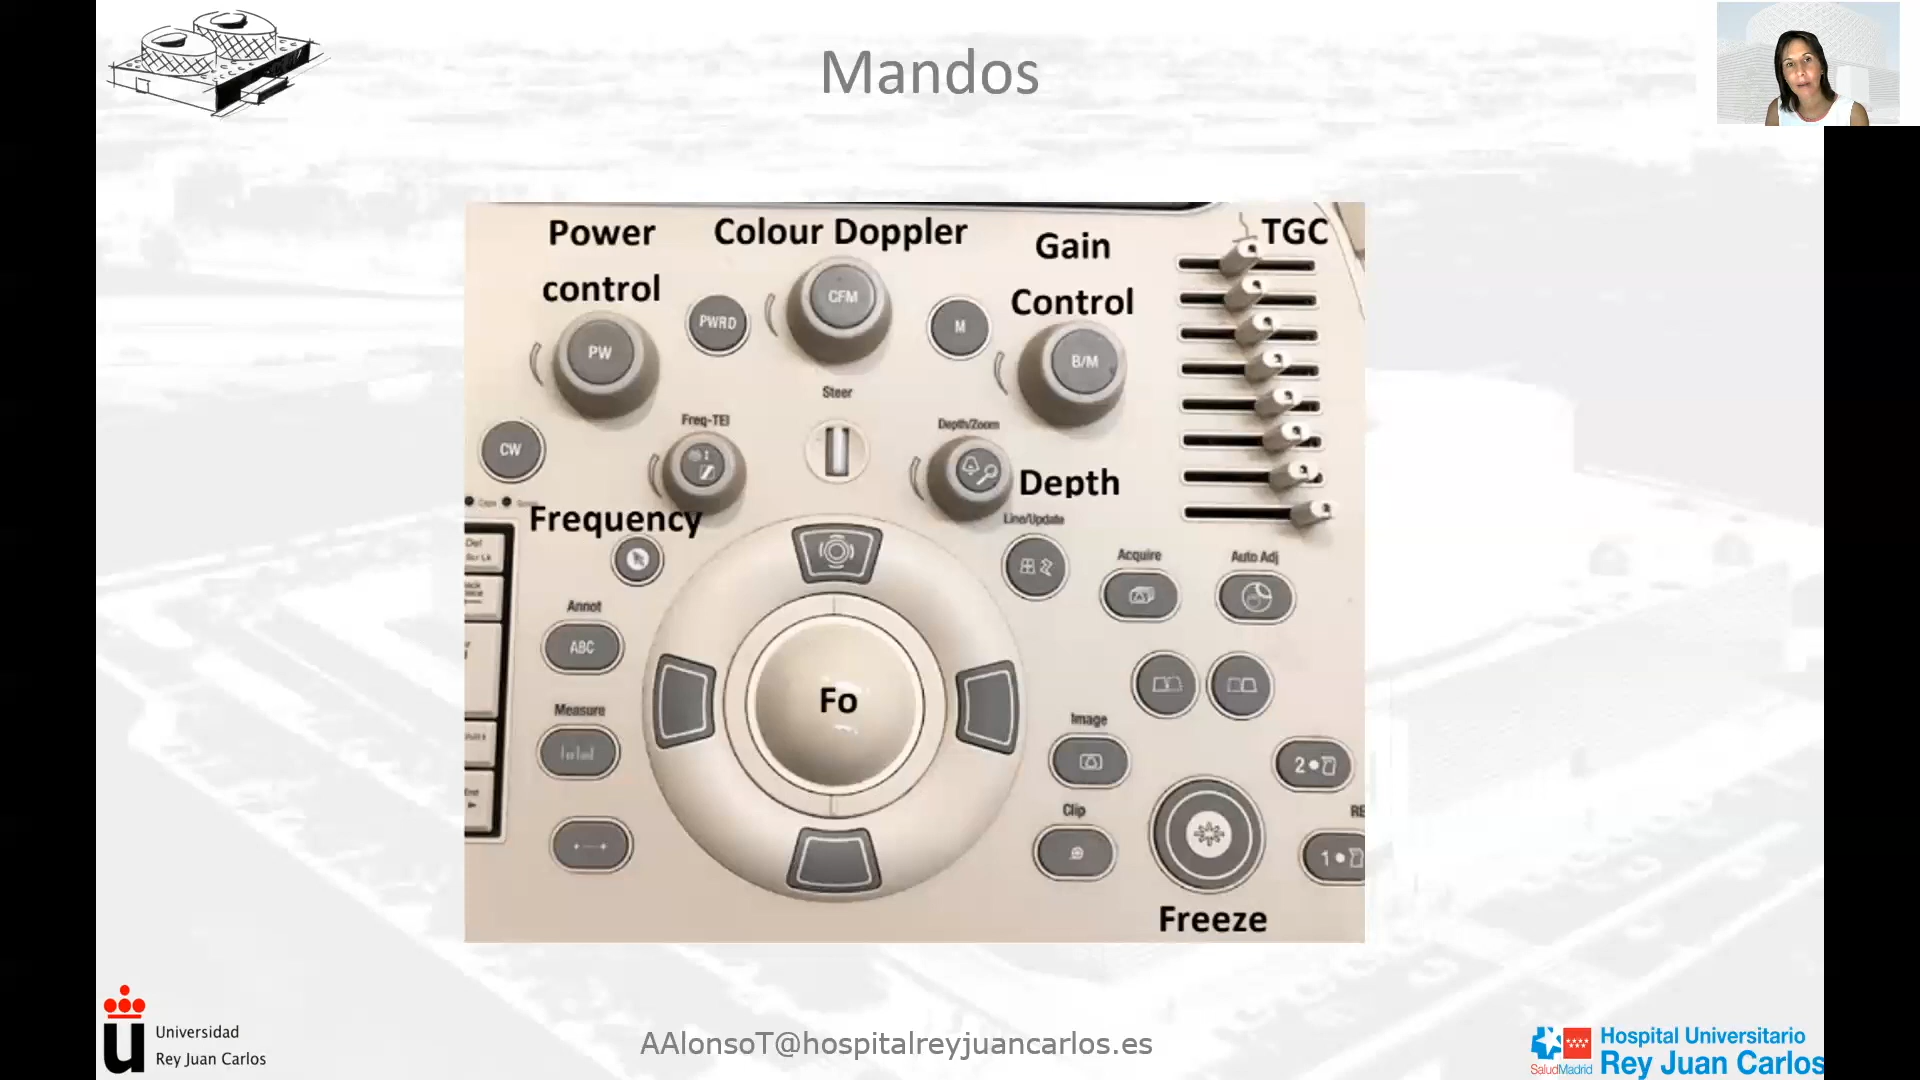 Mandos
Power
control
Colour Doppler
Gain
Control
TGC
PWRD
CFM
M
PW
B/M
Steer
CW
Freq-TEI
Depth/Zoom
Depth
Frequency
Line/Update
Acquire
Auto Adj
Annot
ABC
Fo
Measure
Image
2
Clip
1
Freeze
Universidad
Rey Juan Carlos
AAlonsoT@hospitalreyjuancarlos.es
SaludMadrid
Hospital Universitario
Rey Juan Carlos